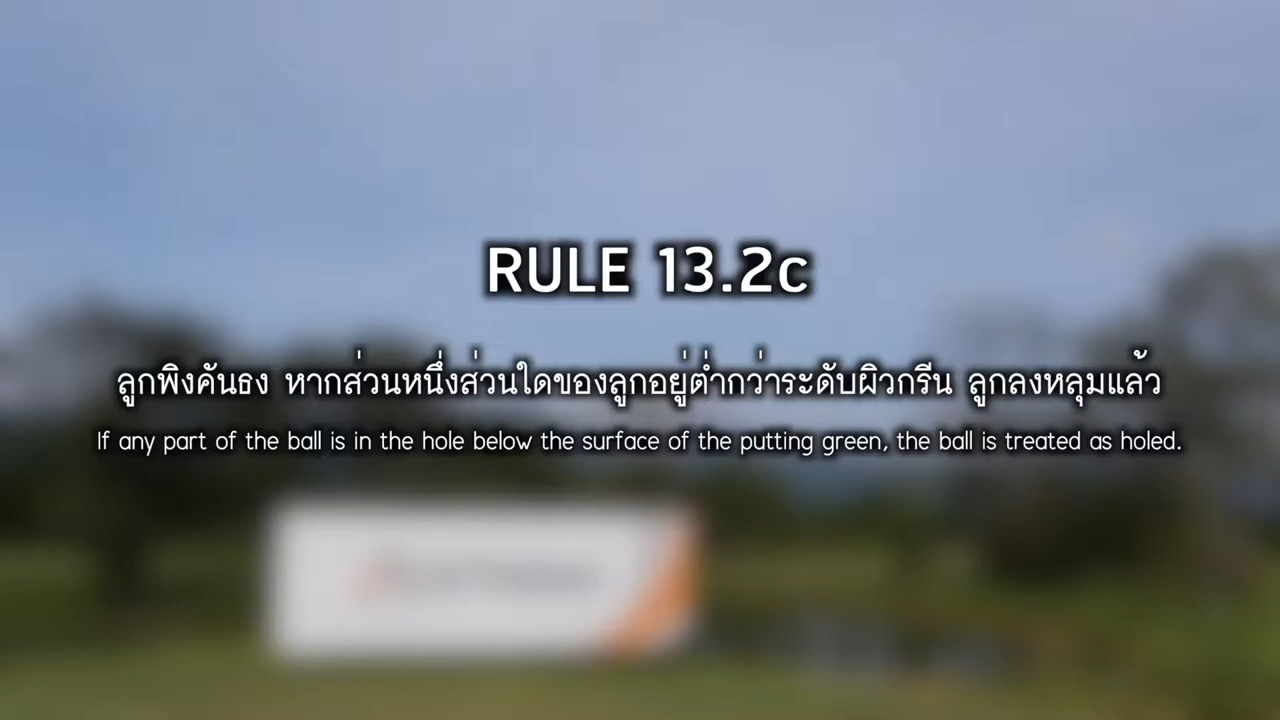 RULE 13.2c
ลูกพิงคันธง หากส่วนหนึ่งส่วนใดของลูกอยู่ต่ำกว่าระดับผิวกรีน ลูกลงหลุมแล้ว
If any part of the ball is in the hole below the surface of the putting green, the ball is treated as holed.